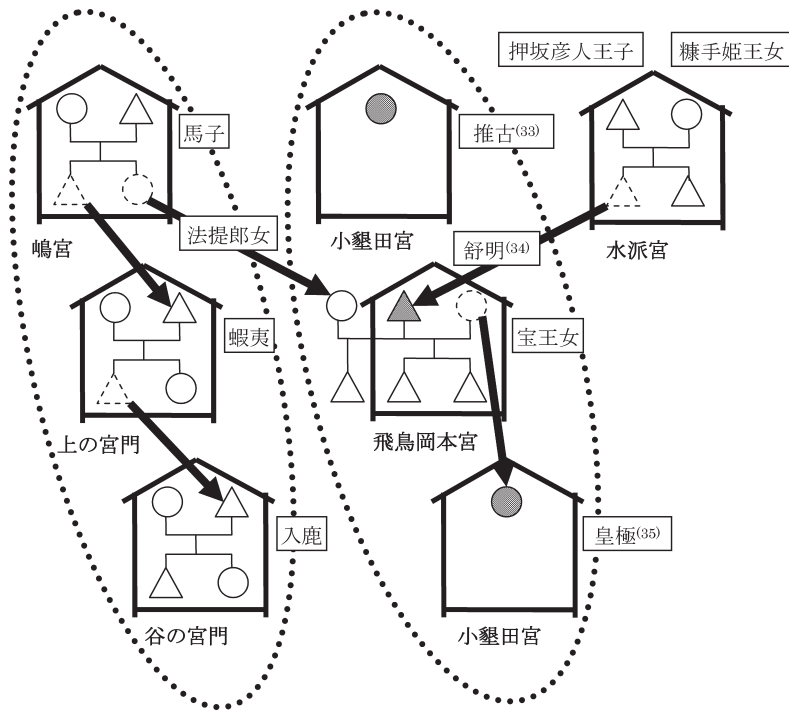 押坂彦人王子
糠手姫王女
馬子
推古(33)
嶋宮
法提郎女
小墾田宮
舒明(34)
水派宮
蝦夷
宝王女
上の宮門
飛鳥岡本宮
入鹿
皇極(35)
谷の宮門
小墾田宮